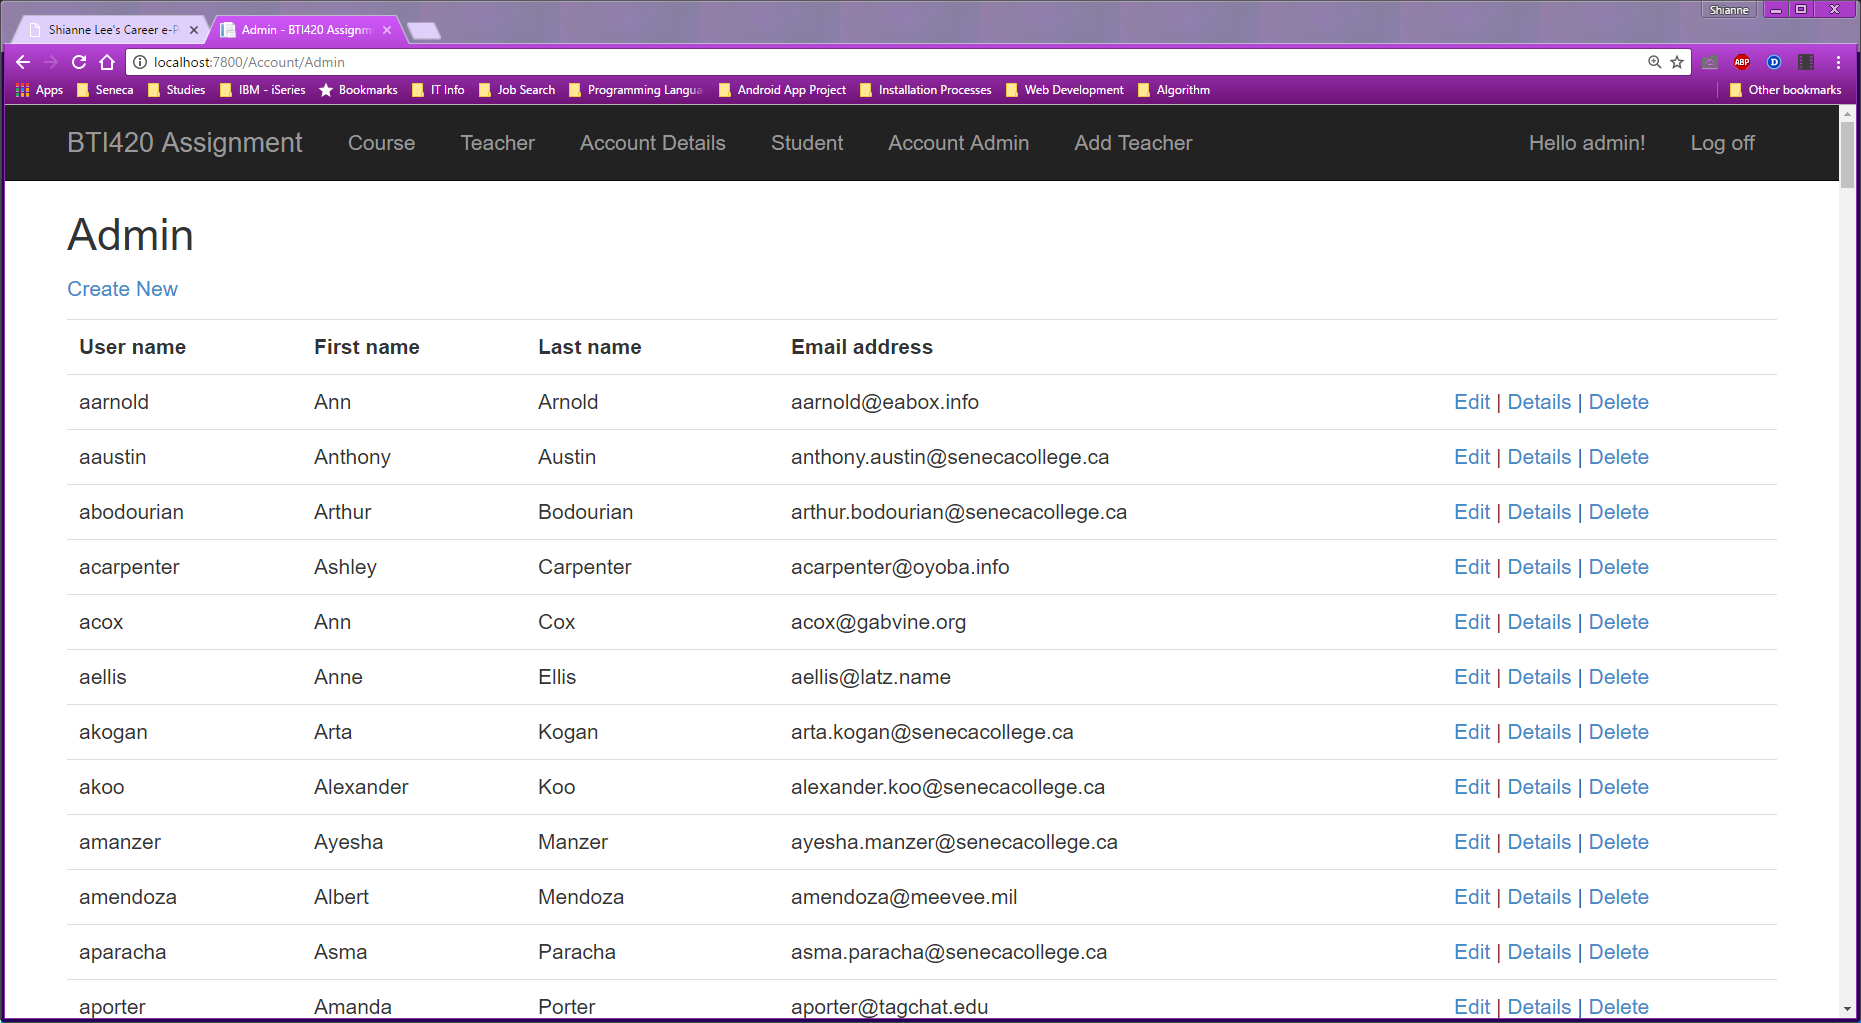 Shianne
Shianne Lee's Career e-P
Admin - BTI420 Assignm
localhost:7800/Account/Admin
ABP
D
Apps Seneca Studies IBM - iSeries Bookmarks IT Info Job Search Programming Langua Android App Project Installation Processes Web Development Algorithm Other bookmarks
BTI420 Assignment Course Teacher Account Details Student Account Admin Add Teacher Hello admin! Log off
Admin
Create New
User name First name Last name Email address
aarnold Ann Arnold aarnold@eabox.info Edit | Details | Delete
aaustin Anthony Austin anthony.austin@senecacollege.ca Edit | Details | Delete
abodourian Arthur Bodourian arthur.bodourian@senecacollege.ca Edit | Details | Delete
acarpenter Ashley Carpenter acarpenter@oyoba.info Edit | Details | Delete
acox Ann Cox acox@gabvine.org Edit | Details | Delete
aellis Anne Ellis aellis@latz.name Edit | Details | Delete
akogan Arta Kogan arta.kogan@senecacollege.ca Edit | Details | Delete
akoo Alexander Koo alexander.koo@senecacollege.ca Edit | Details | Delete
amanzer Ayesha Manzer ayesha.manzer@senecacollege.ca Edit | Details | Delete
amendoza Albert Mendoza amendoza@meevee.mil Edit | Details | Delete
aparacha Asma Paracha asma.paracha@senecacollege.ca Edit | Details | Delete
aporter Amanda Porter aporter@tagchat.edu Edit | Details | Delete